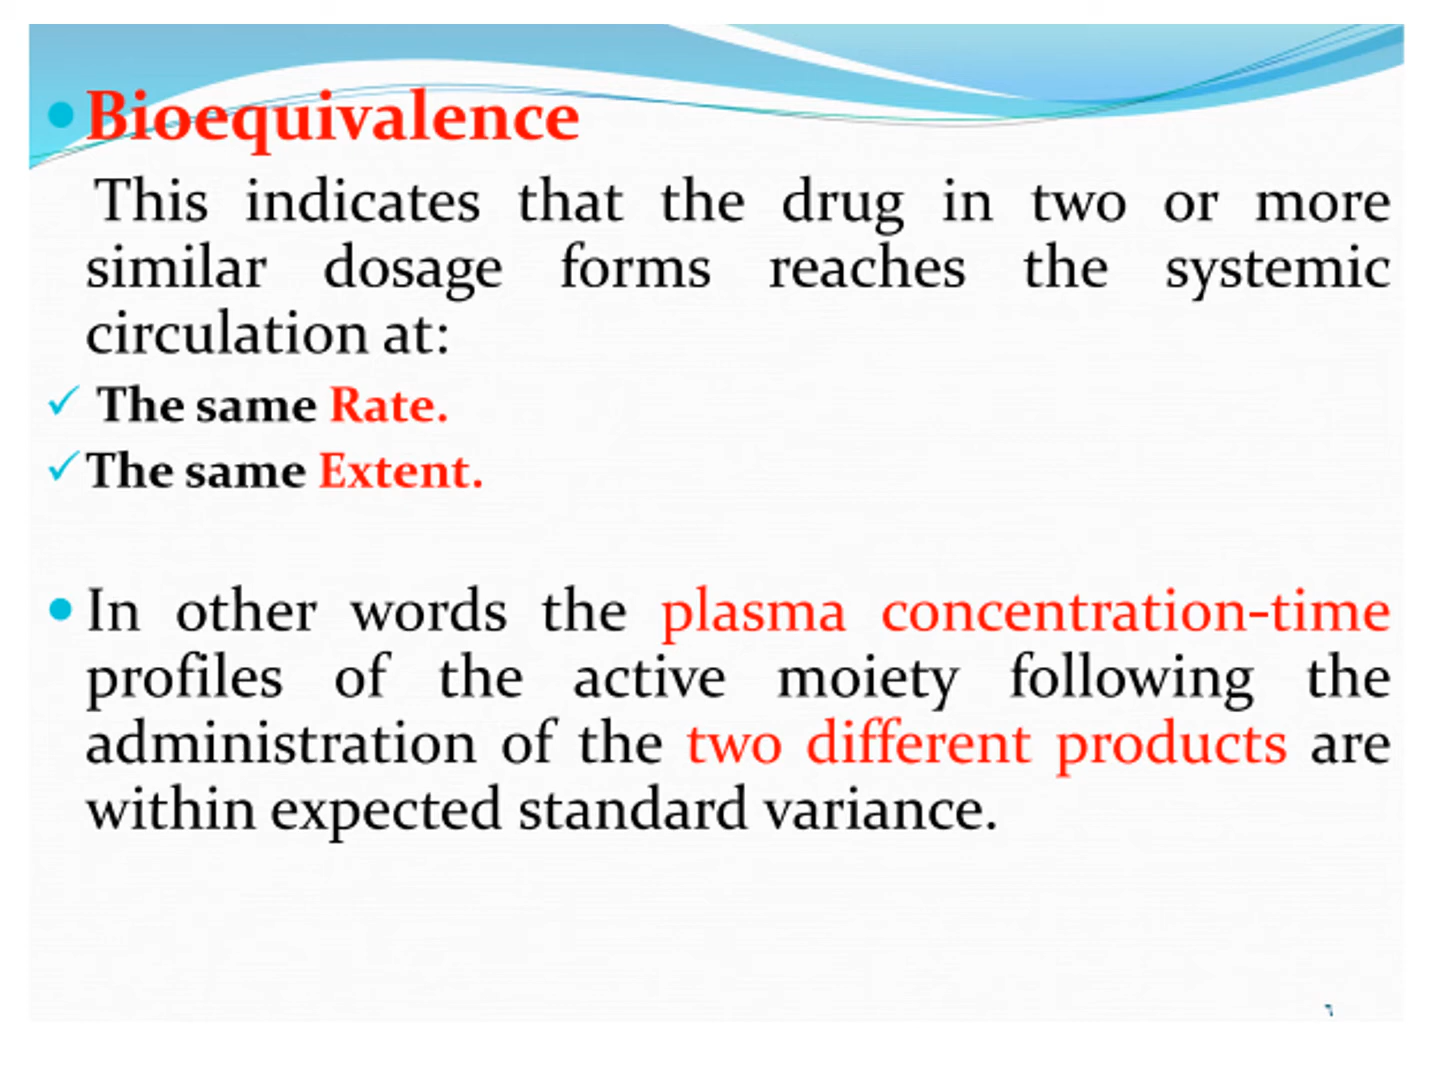 Bioequivalence
This indicates that the drug in two or more
similar dosage forms reaches the systemic
circulation at:
The same Rate.
The same Extent.
In other words the plasma concentration-time
profiles of the active moiety following the
administration of the two different products are
within expected standard variance.
٦